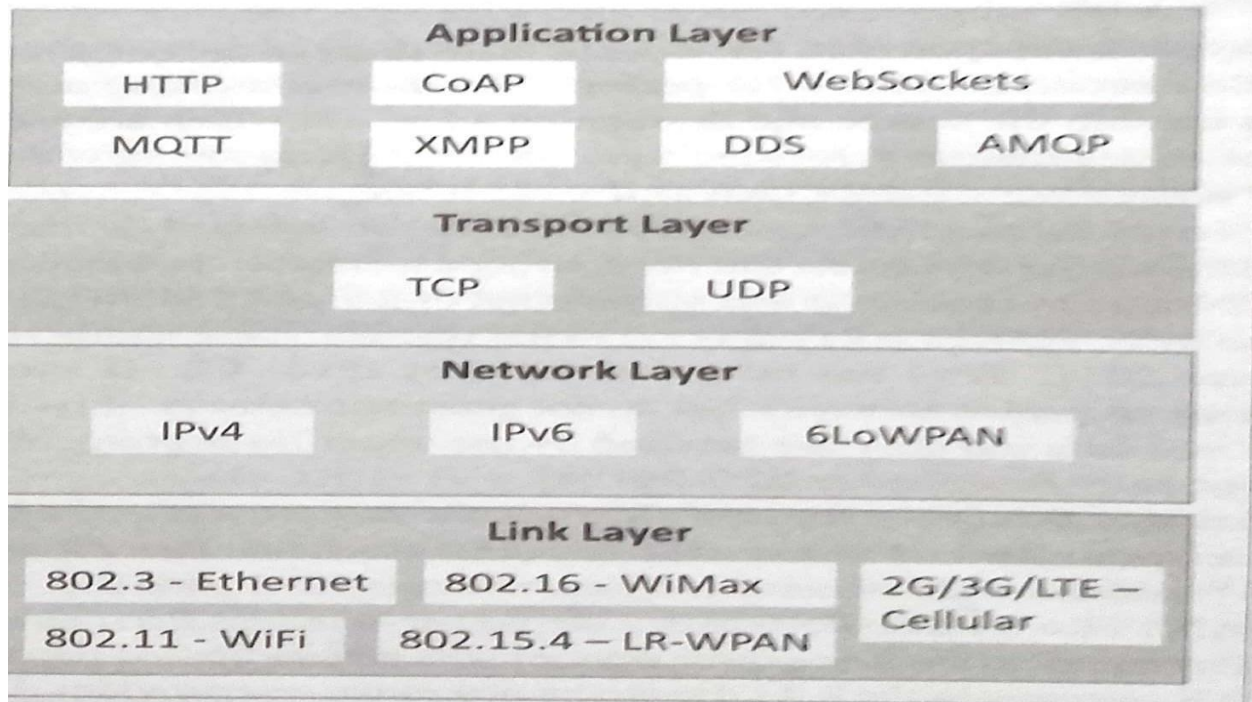 Application Layer
HTTP CoAP WebSockets
MQTT XMPP DDS AMQP
Transport Layer
TCP UDP
Network Layer
IPv4 IPv6 6LoWPAN
Link Layer
802.3 - Ethernet 802.16 - WiMax 2G/3G/LTE –
Cellular
802.11 - WiFi 802.15.4 – LR-WPAN